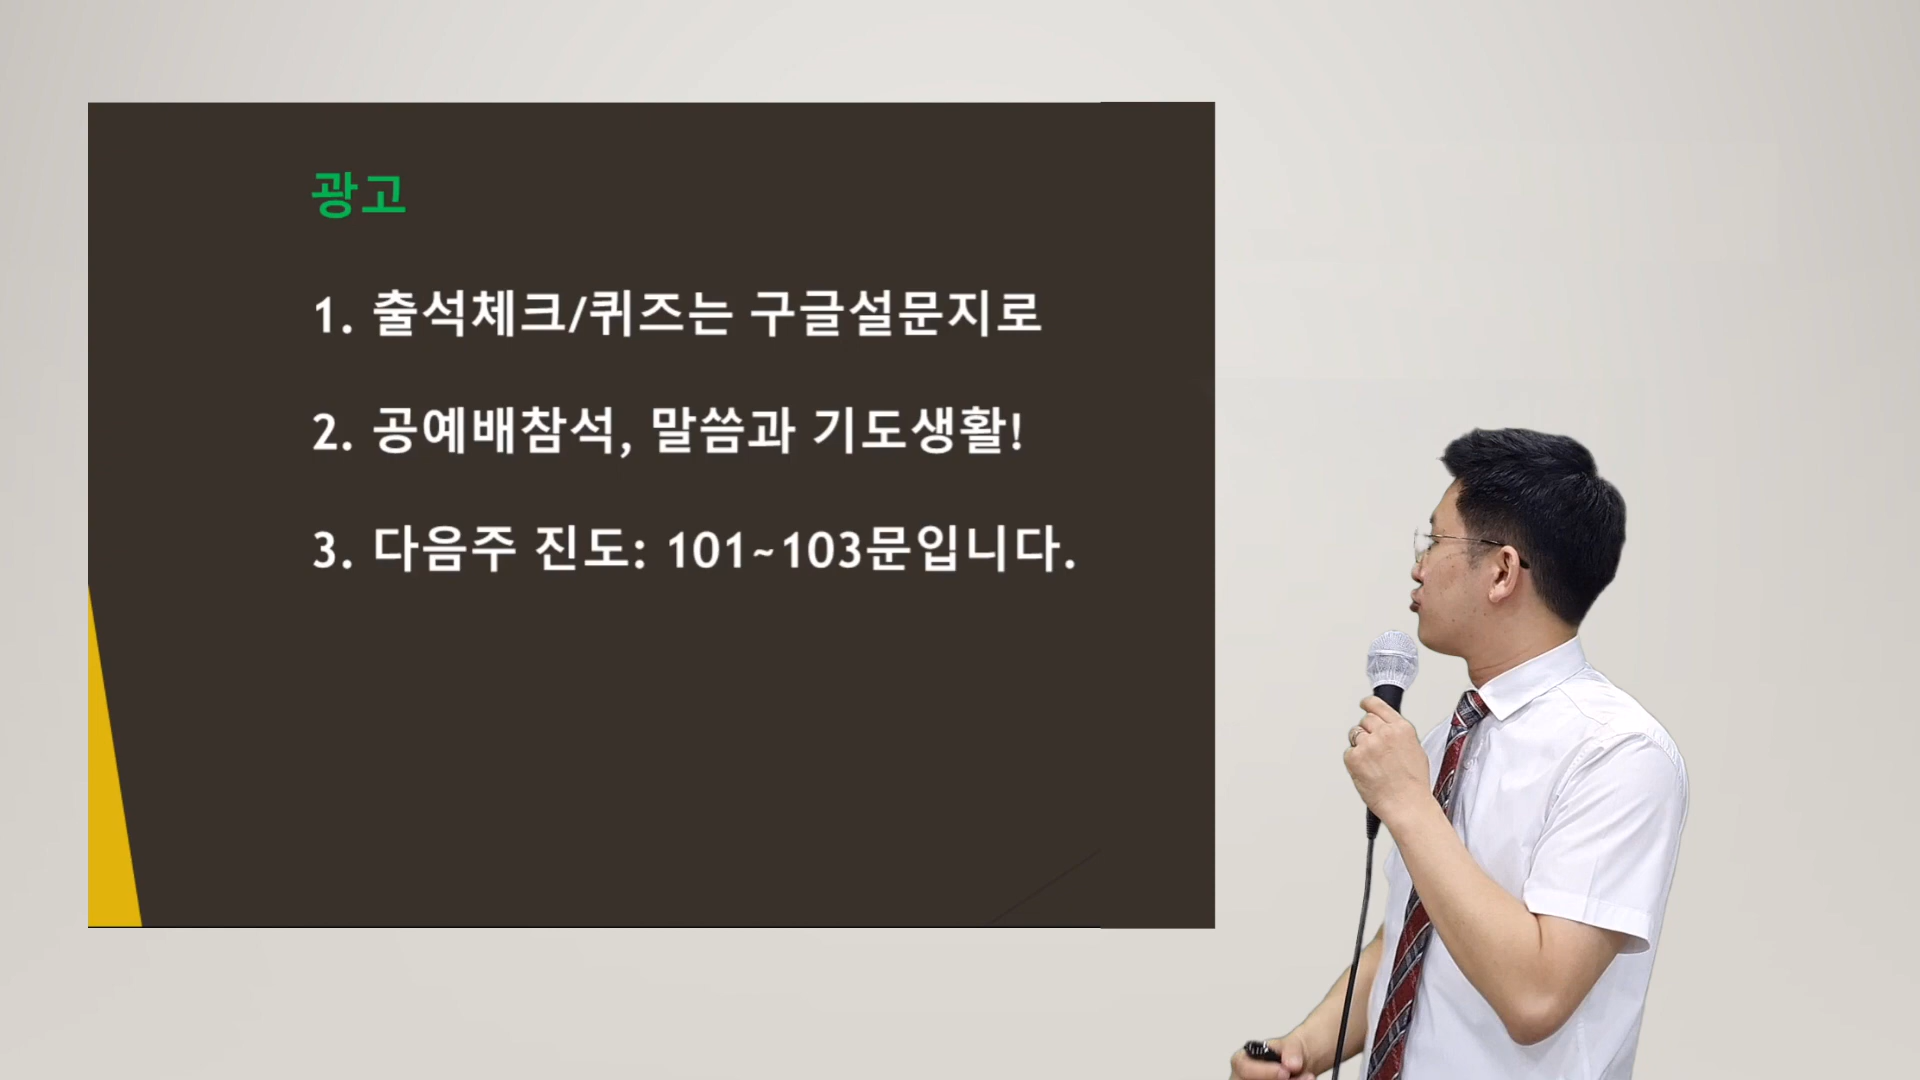 광고
1. 출석체크/퀴즈는 구글설문지로
2. 공예배참석, 말씀과 기도생활!
3. 다음주 진도: 101~103문입니다.